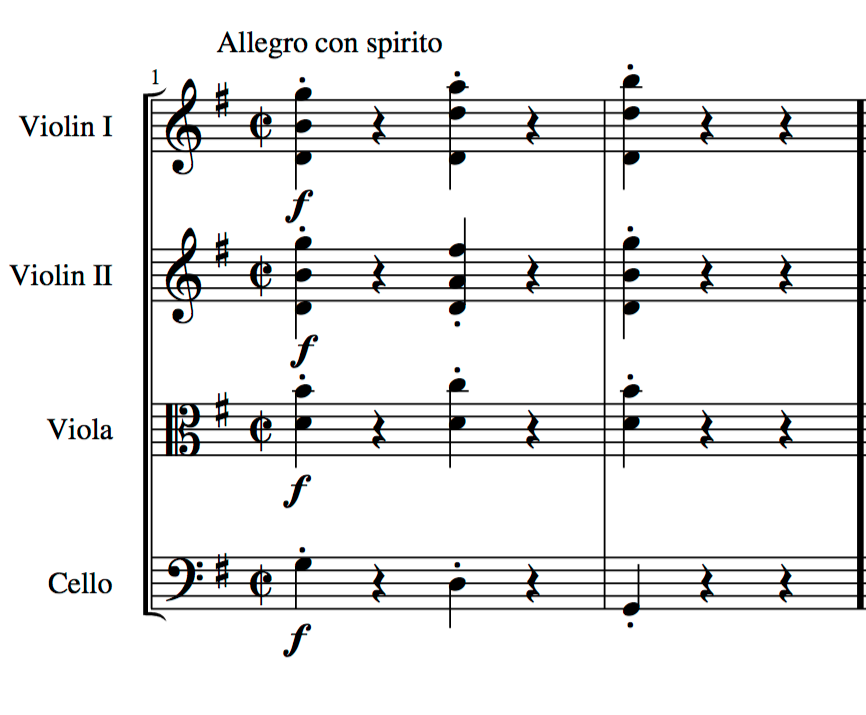 Allegro con spirito
1
Violin I
f
Violin II
f
Viola
f
Cello
f